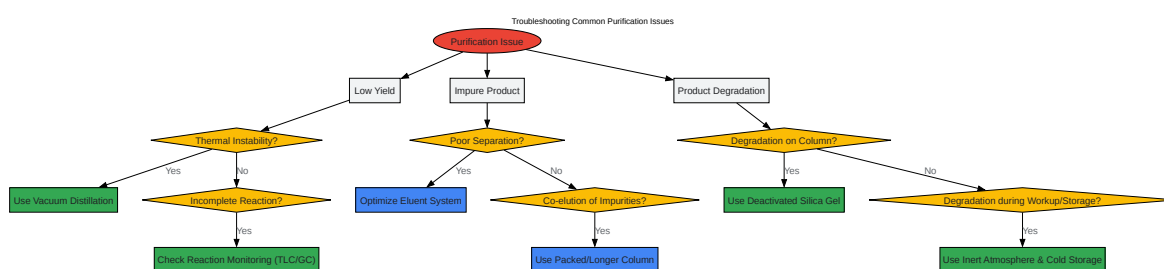 Troubleshooting Common Purification Issues
Purification Issue
Low Yield
Impure Product
Product Degradation
Thermal Instability?
Poor Separation?
Degradation on Column?
Yes
No
Yes
No
Yes
No
Use Vacuum Distillation
Incomplete Reaction?
Optimize Eluent System
Co-elution of Impurities?
Use Deactivated Silica Gel
Degradation during Workup/Storage?
Yes
Yes
Yes
Check Reaction Monitoring (TLC/GC)
Use Packed/Longer Column
Use Inert Atmosphere & Cold Storage